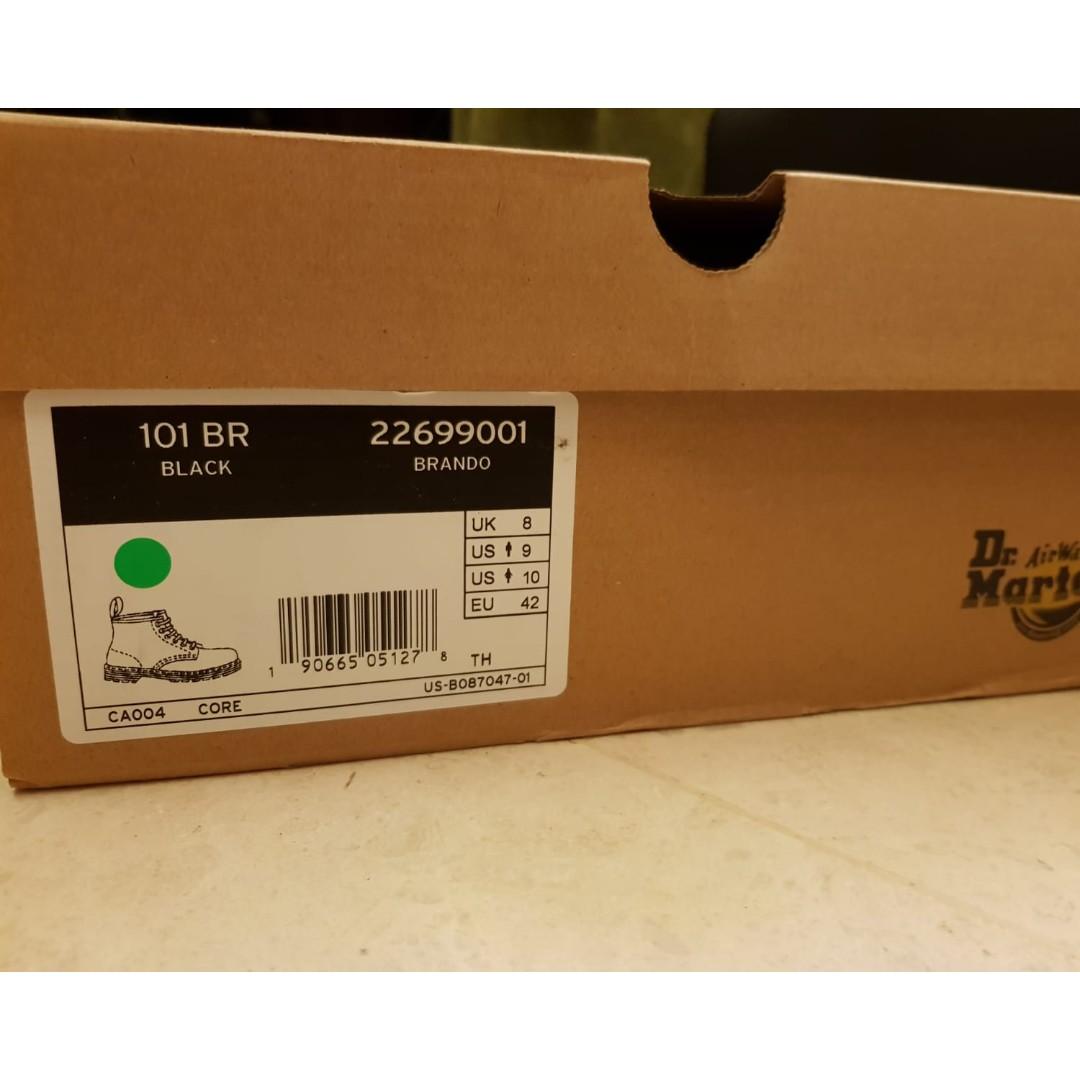 101 BR 22699001
BLACK BRANDO
UK 8
US 9
US 10
EU 42
1 90665 05127 8
TH
US-B087047-01
CA004 CORE
Dr.